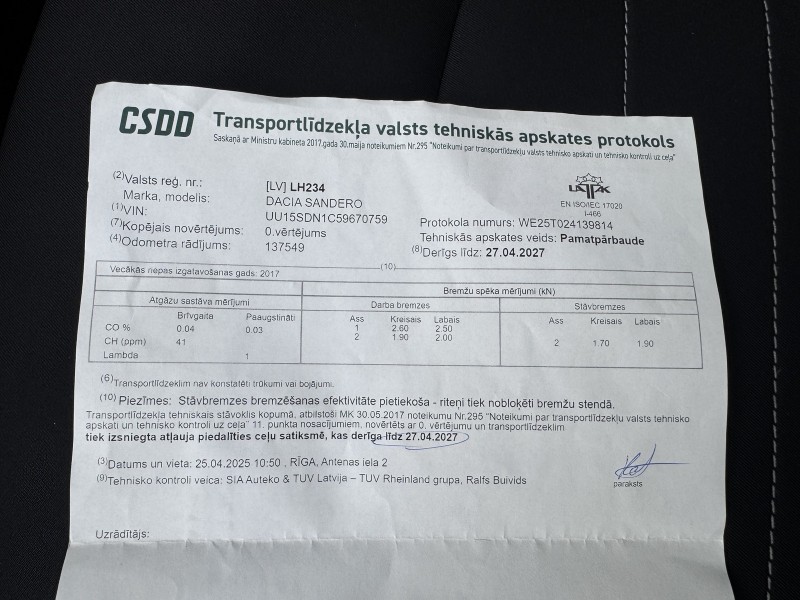 CSDD Transportlīdzekļa valsts tehniskās apskates protokols
Saskaņā ar Ministru kabineta 2017.gada 30.maija noteikumiem Nr.295 "Noteikumi par transportlīdzekļu valsts tehnisko apskati un tehnisko kontroli uz ceļa"
(2)Valsts reģ. nr.: [LV] LH234
Marka, modelis: DACIA SANDERO
(1)VIN: UU15SDN1C59670759
(7)Kopējais novērtējums: 0.vērtējums
(4)Odometra rādījums: 137549
LATAK
EN ISO/IEC 17020
I-466
Protokola numurs: WE25T024139814
Tehniskās apskates veids: Pamatpārbaude
(8)Derīgs līdz: 27.04.2027
Vecākās riepas izgatavošanas gads: 2017
(10)
Bremžu spēka mērījumi (kN)
Atgāzu sastāva mērījumi Darba bremzes Stāvbremzes
Brīvgaita Paaugstināti Ass Kreisais Labais Ass Kreisais Labais
CO % 0.04 0.03 1 2.60 2.50
CH (ppm) 41 2 1.90 2.00 2 1.70 1.90
Lambda 1
(6)Transportlīdzeklim nav konstatēti trūkumi vai bojājumi.
(10) Piezīmes: Stāvbremzes bremzēšanas efektivitāte pietiekoša - riteņi tiek nobloķēti bremžu stendā.
Transportlīdzekļa tehniskais stāvoklis kopumā, atbilstoši MK 30.05.2017 noteikumu Nr.295 "Noteikumi par transportlīdzekļu valsts tehnisko
apskati un tehnisko kontroli uz ceļa" 11. punkta nosacījumiem, novērtēts ar 0. vērtējumu un transportlīdzeklim
tiek izsniegta atļauja piedalīties ceļu satiksmē, kas derīga līdz 27.04.2027
(3)Datums un vieta: 25.04.2025 10:50 , RĪGA, Antenas iela 2
(9)Tehnisko kontroli veica: SIA Auteko & TUV Latvija – TUV Rheinland grupa, Ralfs Buivids
paraksts
Uzrādītājs: